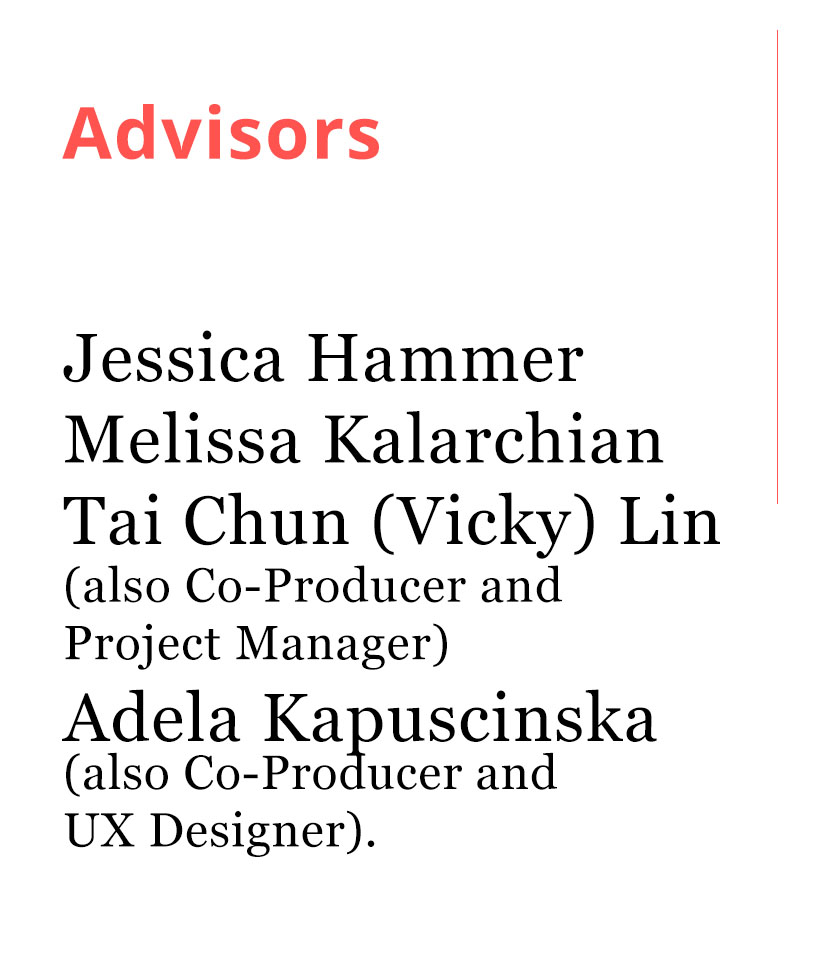 Advisors
Jessica Hammer
Melissa Kalarchian
Tai Chun (Vicky) Lin
(also Co-Producer and
Project Manager)
Adela Kapuscinska
(also Co-Producer and
UX Designer).